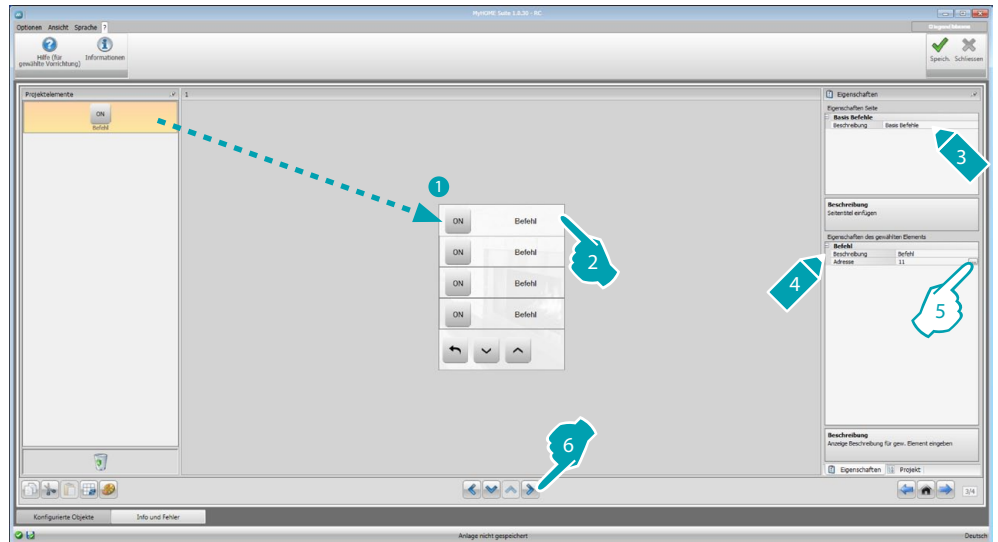 MyHOME Suite 1.0.30 - RC
Optionen Ansicht Sprache ?
Hilfe (für gewählte Vorrichtung)
Informationen
Speich. Schliessen
Projektelemente
1
ON
Befehl
1
ON Befehl
ON Befehl
ON Befehl
ON Befehl
2
Eigenschaften
Eigenschaften Seite
Basis Befehle
Beschreibung Basis Befehle
3
Beschreibung
Seitentitel einfügen
Eigenschaften des gewählten Elements
Befehl
Beschreibung Befehl
Adresse 11
4
5
Beschreibung
Anzeige Beschreibung für gew. Element eingeben
Eigenschaften Projekt
6
3/4
Konfigurierte Objekte Info und Fehler
Anlage nicht gespeichert
Deutsch